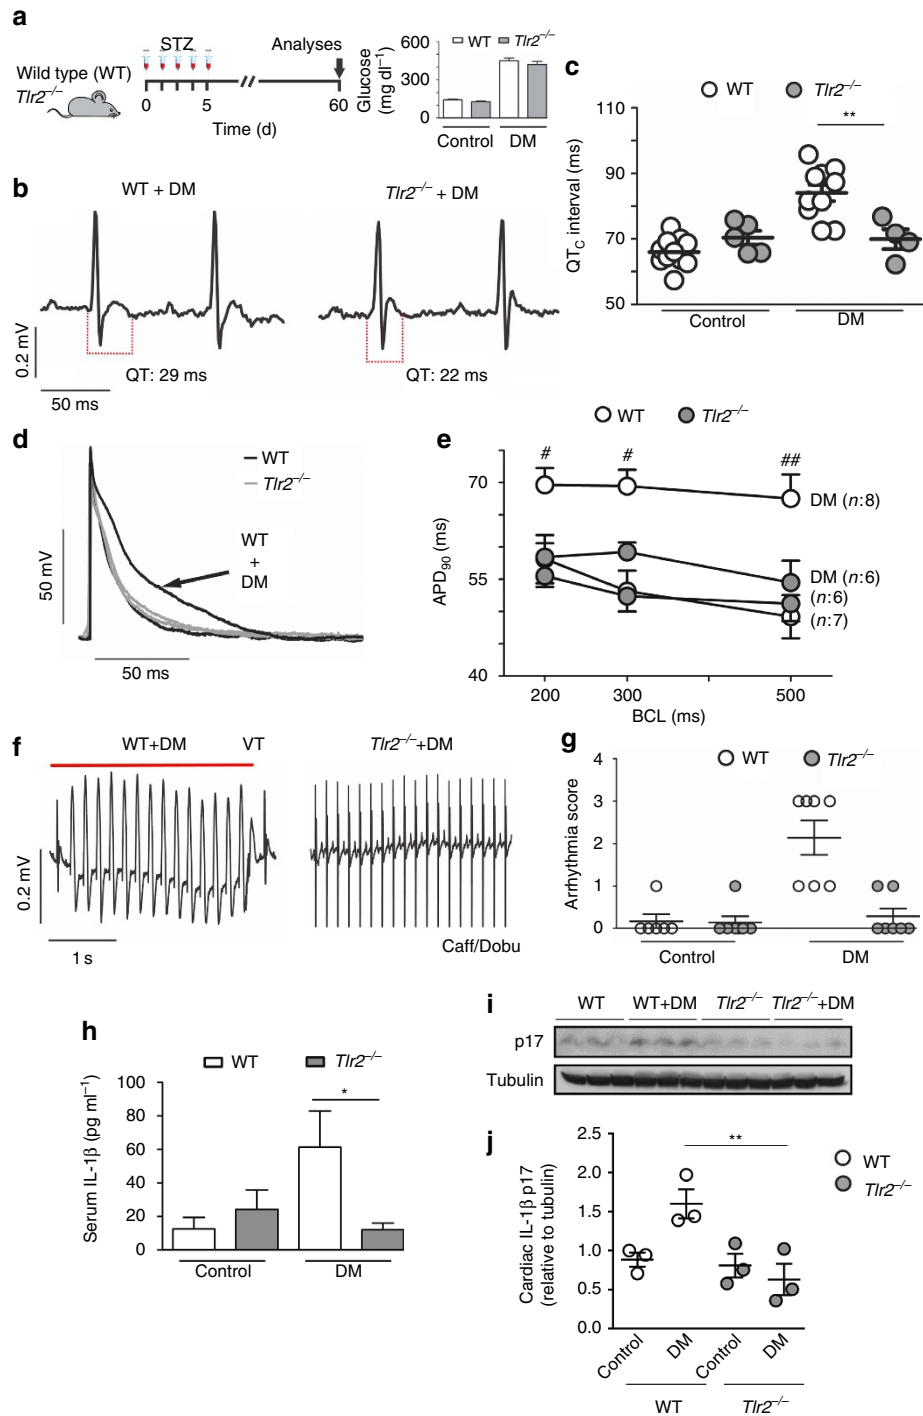 a
STZ
Analyses
Wild type (WT)
Tlr2–/–
0
5
60
Time (d)
WT
Tlr2–/–
Glucose
(mg dl–1)
600
300
0
Control
DM
b
WT + DM
Tlr2–/– + DM
0.2 mV
QT: 29 ms
QT: 22 ms
50 ms
c
WT
Tlr2–/–
**
QTC interval (ms)
110
90
70
50
Control
DM
d
WT
Tlr2–/–
WT
+
DM
50 mV
50 ms
e
WT
Tlr2–/–
#
#
##
APD90 (ms)
70
55
40
DM (n:8)
DM (n:6)
(n:6)
(n:7)
200
300
500
BCL (ms)
f
WT+DM
VT
Tlr2–/–+DM
0.2 mV
1 s
Caff/Dobu
g
WT
Tlr2–/–
Arrhythmia score
4
3
2
1
0
Control
DM
h
WT
Tlr2–/–
*
Serum IL-1β (pg ml–1)
100
80
60
40
20
0
Control
DM
i
WT
WT+DM
Tlr2–/–
Tlr2–/–+DM
p17
Tubulin
j
**
WT
Tlr2–/–
Cardiac IL-1β p17
(relative to tubulin)
2.5
2.0
1.5
1.0
0.5
0.0
Control
DM
Control
DM
WT
Tlr2–/–